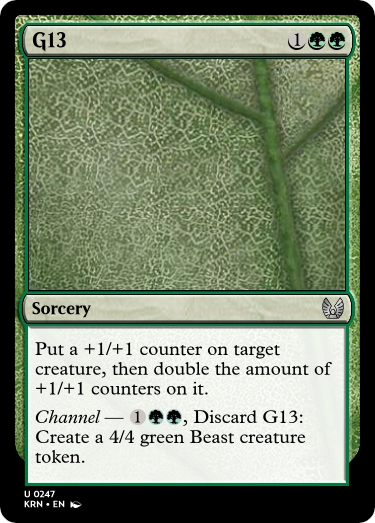 G13 1
Sorcery
Put a +1/+1 counter on target
creature, then double the amount of
+1/+1 counters on it.
Channel — 1, Discard G13:
Create a 4/4 green Beast creature
token.
U 0247
KRN • EN